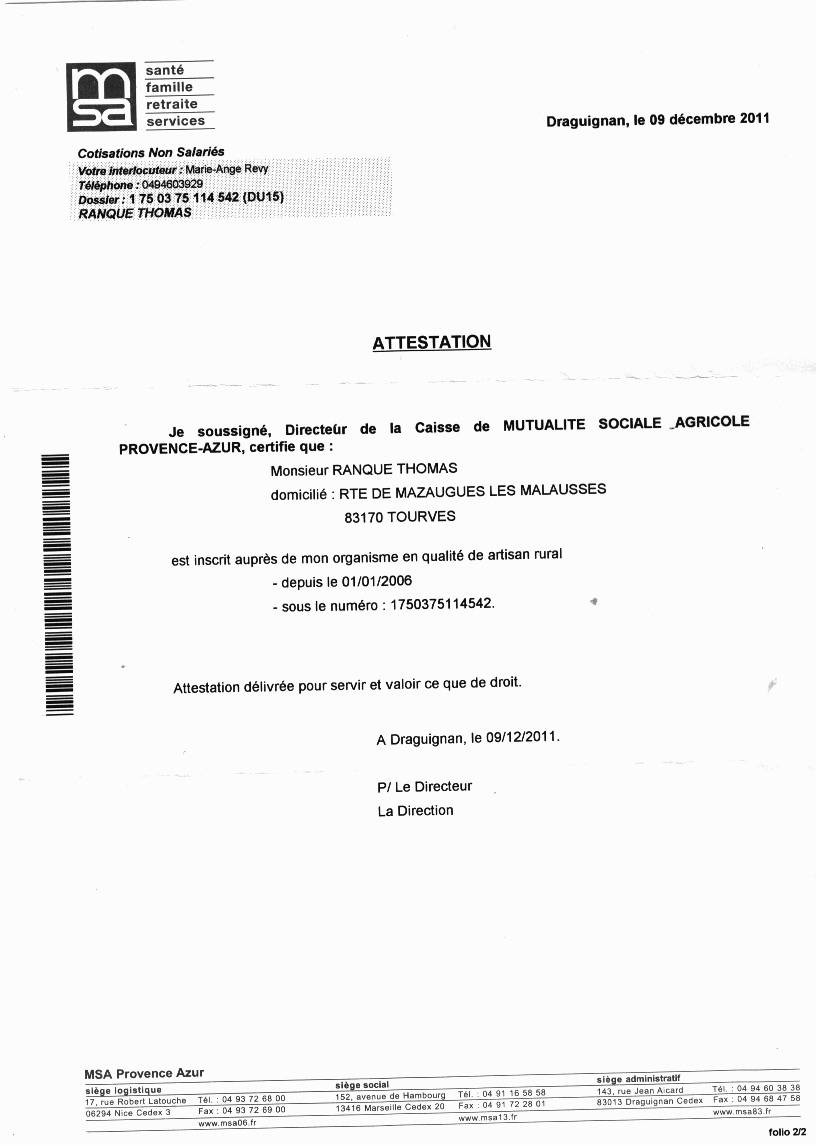 msa
santé
famille
retraite
services
Draguignan, le 09 décembre 2011
Cotisations Non Salariés
Votre interlocuteur : Marie-Ange Revy
Téléphone : 0494603929
Dossier : 1 75 03 75 114 542 (DU15)
RANQUE THOMAS
ATTESTATION
Je soussigné, Directeur de la Caisse de MUTUALITE SOCIALE AGRICOLE
PROVENCE-AZUR, certifie que :
Monsieur RANQUE THOMAS
domicilié : RTE DE MAZAUGUES LES MALAUSSES
83170 TOURVES
est inscrit auprès de mon organisme en qualité de artisan rural
- depuis le 01/01/2006
- sous le numéro : 1750375114542.
Attestation délivrée pour servir et valoir ce que de droit.
A Draguignan, le 09/12/2011.
P/ Le Directeur
La Direction
MSA Provence Azur
siège logistique
17, rue Robert Latouche Tél. : 04 93 72 68 00
06294 Nice Cedex 3 Fax : 04 93 72 69 00
www.msa06.fr
siège social
152, avenue de Hambourg Tél. : 04 91 16 58 58
13416 Marseille Cedex 20 Fax : 04 91 72 28 01
www.msa13.fr
siège administratif
143, rue Jean Aicard Tél. : 04 94 60 38 38
83013 Draguignan Cedex Fax : 04 94 68 47 58
www.msa83.fr
folio 2/2